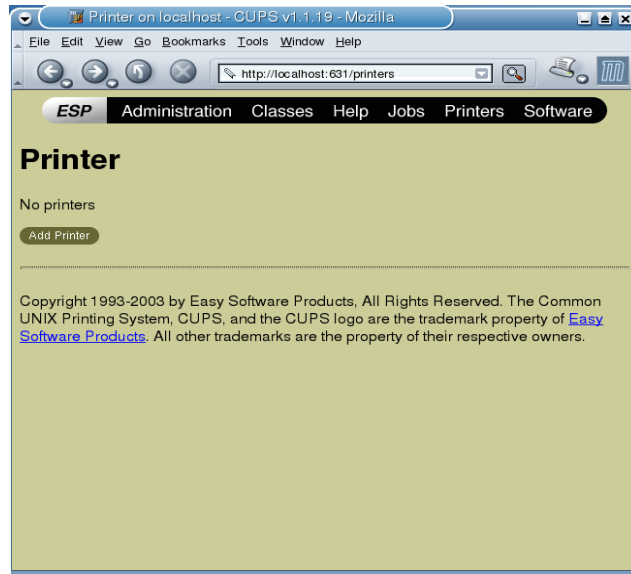 Printer on localhost - CUPS v1.1.19 - Mozilla
File Edit View Go Bookmarks Tools Window Help
http://localhost:631/printers
ESP Administration Classes Help Jobs Printers Software
Printer
No printers
Add Printer
Copyright 1993-2003 by Easy Software Products, All Rights Reserved. The Common
UNIX Printing System, CUPS, and the CUPS logo are the trademark property of Easy
Software Products. All other trademarks are the property of their respective owners.